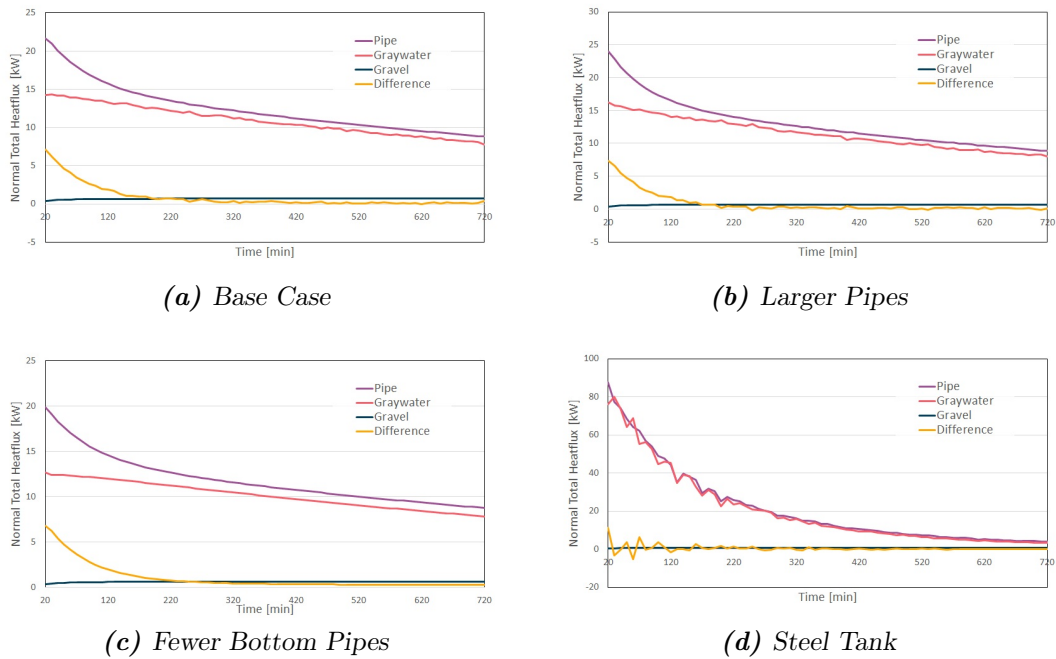 25
20
15
10
5
0
-5
Normal Total Heatflux [kW]
Pipe
Graywater
Gravel
Difference
20 120 220 320 420 520 620 720
Time [min]
(a) Base Case
30
25
20
15
10
5
0
-5
Normal Total Heatflux [kW]
Pipe
Graywater
Gravel
Difference
20 120 220 320 420 520 620 720
Time [min]
(b) Larger Pipes
25
20
15
10
5
0
Normal Total Heatflux [kW]
Pipe
Graywater
Gravel
Difference
20 120 220 320 420 520 620 720
Time [min]
(c) Fewer Bottom Pipes
100
80
60
40
20
0
-20
Normal Total Heatflux [kW]
Pipe
Graywater
Gravel
Difference
20 120 220 320 420 520 620 720
Time [min]
(d) Steel Tank